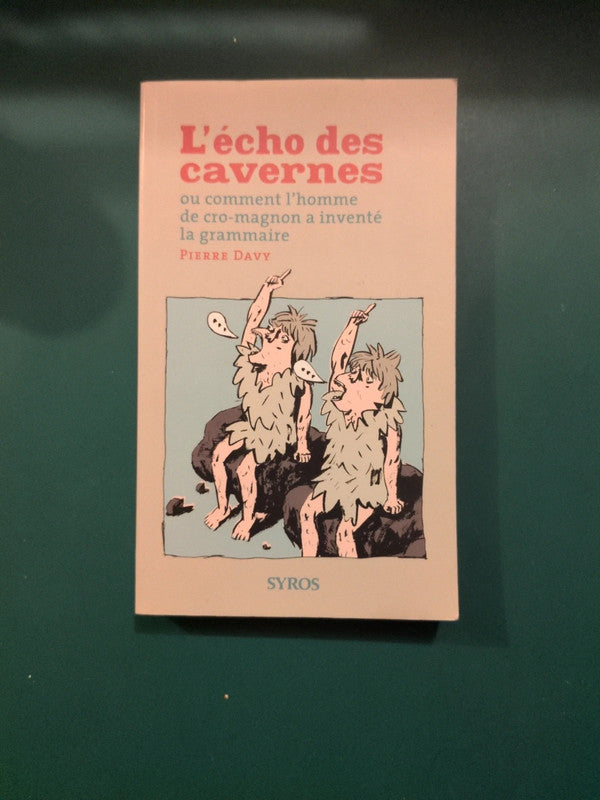 L'écho des
cavernes
ou comment l'homme
de cro-magnon a inventé
la grammaire
Pierre Davy
SYROS